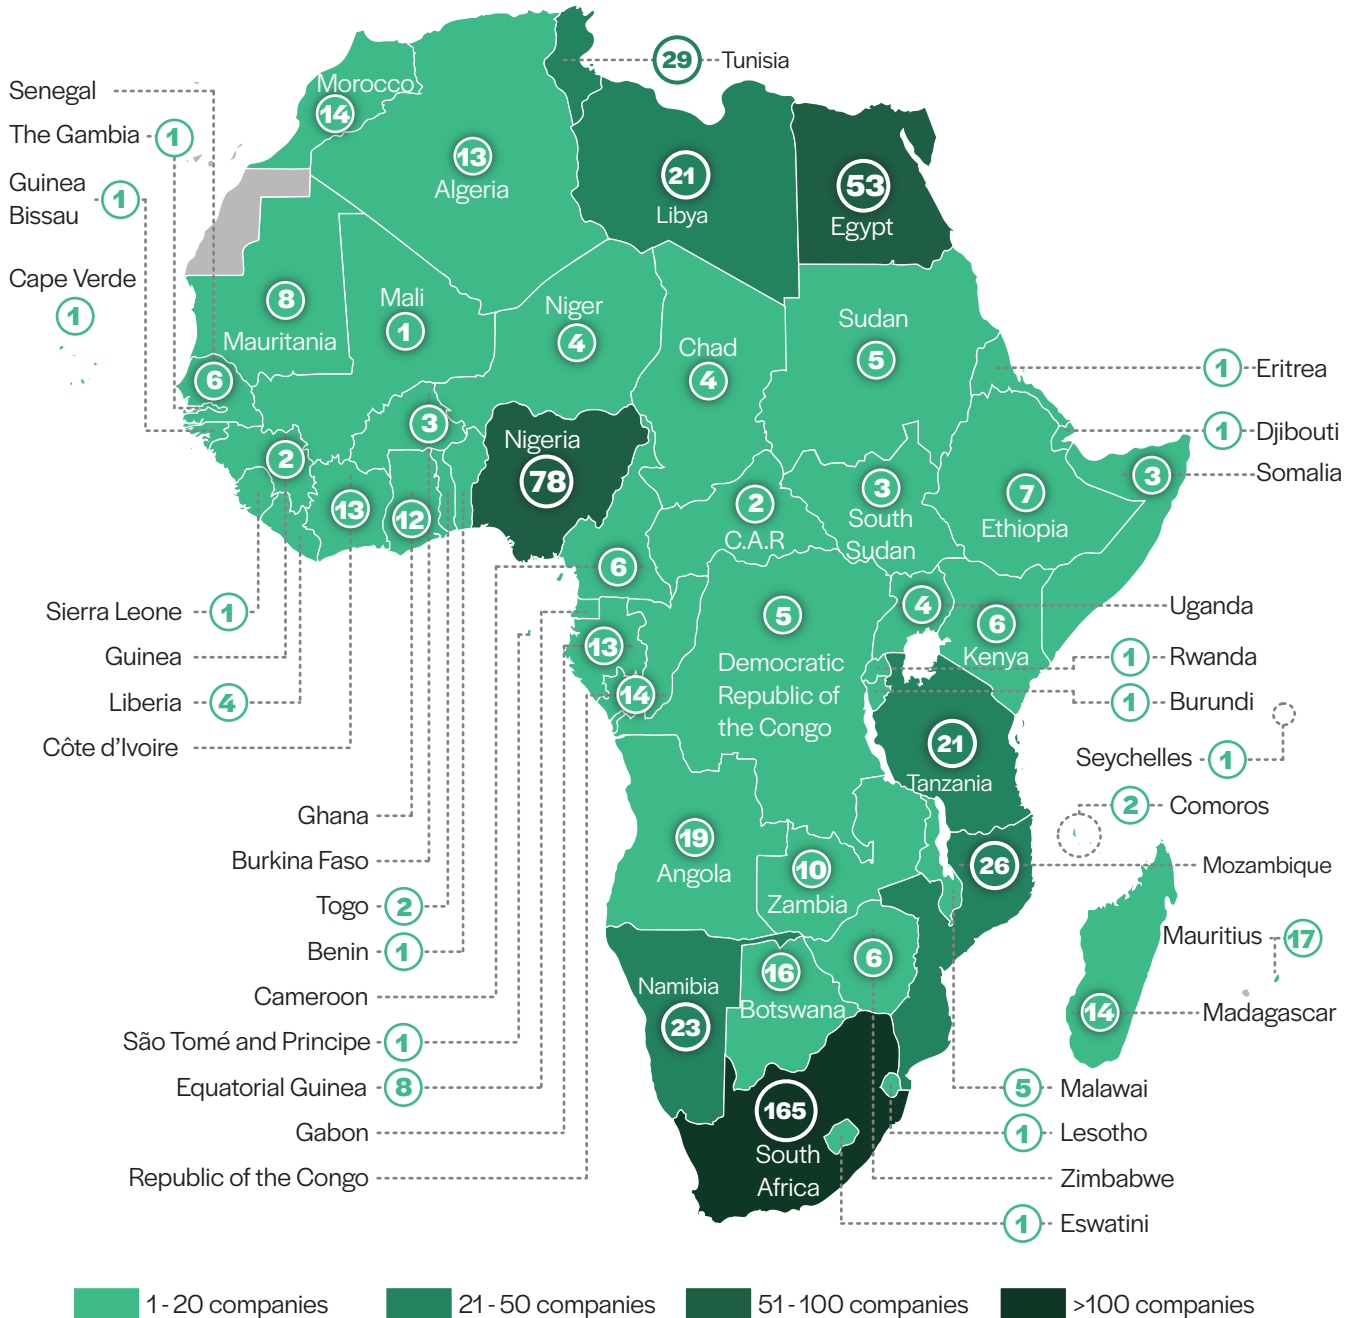 Senegal
The Gambia 1
Guinea
Bissau
1
Cape Verde
1
Morocco
14
13
Algeria
29 Tunisia
21
Libya
53
Egypt
8
Mauritania
Mali
1
Niger
4
Chad
4
Sudan
5
1 Eritrea
1 Djibouti
3 Somalia
6
3
2
13
12
Nigeria
78
2
C.A.R
3
South
Sudan
7
Ethiopia
6
5
Democratic
Republic of
the Congo
4
Uganda
6
Kenya
1 Rwanda
1 Burundi
Seychelles 1
2 Comoros
13
14
Sierra Leone 1
Guinea
Liberia 4
Côte d'Ivoire
Ghana
Burkina Faso
Togo 2
Benin 1
Cameroon
São Tomé and Principe 1
Equatorial Guinea 8
Gabon
Republic of the Congo
21
Tanzania
19
Angola
10
Zambia
26
Mozambique
Mauritius 17
14
Madagascar
Namibia
23
16
Botswana
6
165
South
Africa
5 Malawai
1 Lesotho
Zimbabwe
1 Eswatini
1 - 20 companies
21 - 50 companies
51 - 100 companies
>100 companies